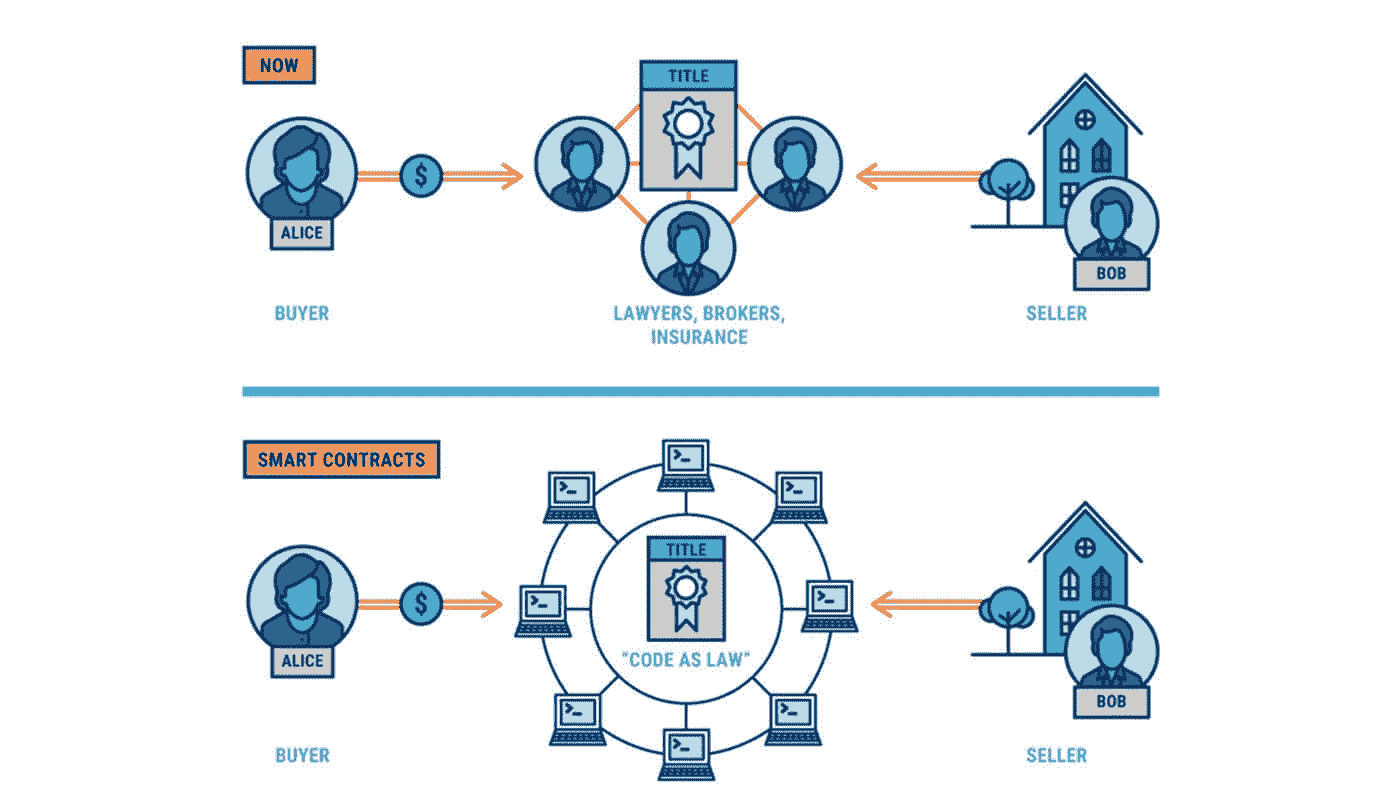 NOW
TITLE
$
ALICE
BOB
BUYER
LAWYERS, BROKERS,
INSURANCE
SELLER
SMART CONTRACTS
>_
>_
>_
TITLE
$
>_
>_
"CODE AS LAW"
ALICE
BOB
>_
>_
>_
BUYER
SELLER